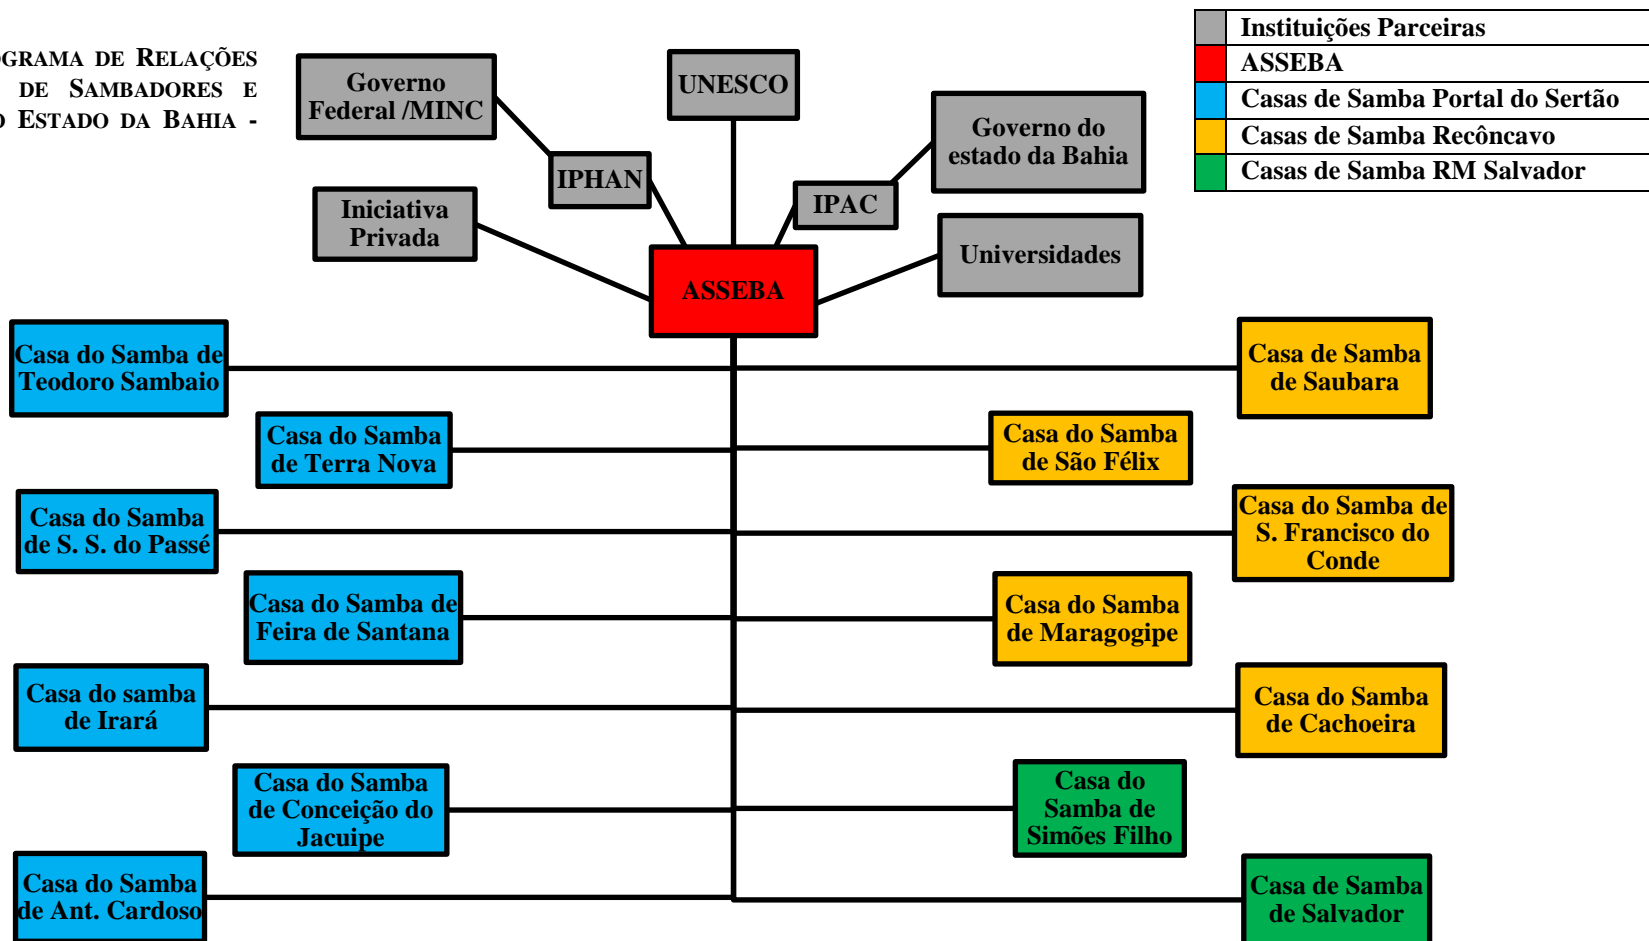 DE RELAÇÕES
DE SAMBADORES E
ESTADO DA BAHIA -
Instituições Parceiras
ASSEBA
Casas de Samba Portal do Sertão
Casas de Samba Recôncavo
Casas de Samba RM Salvador
Governo
Federal /MINC
UNESCO
Governo do
estado da Bahia
IPHAN
IPAC
Iniciativa
Privada
Universidades
ASSEBA
Casa do Samba de
Teodoro Sambaio
Casa de Samba
de Saubara
Casa do Samba
de Terra Nova
Casa do Samba
de São Félix
Casa do Samba
de S. S. do Passé
Casa do Samba de
S. Francisco do
Conde
Casa do Samba de
Feira de Santana
Casa do Samba
de Maragogipe
Casa do samba
de Irará
Casa do Samba
de Cachoeira
Casa do Samba
de Conceição do
Jacuipe
Casa do
Samba de
Simões Filho
Casa do Samba
de Ant. Cardoso
Casa de Samba
de Salvador